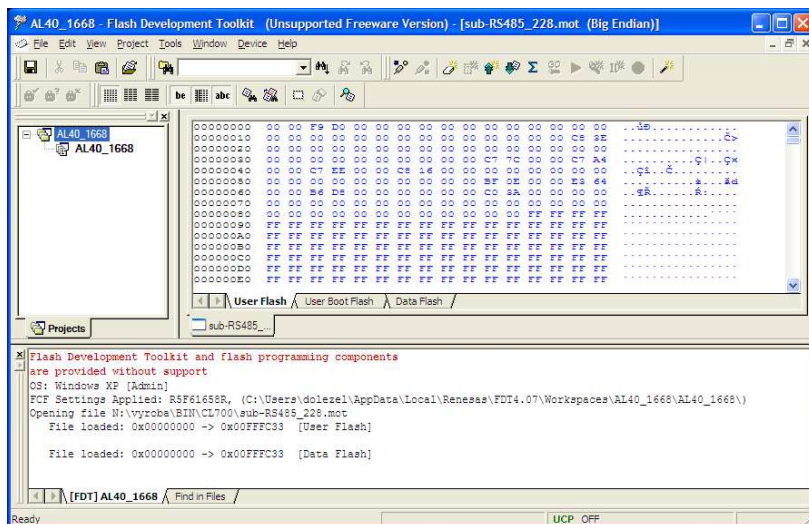 AL40_1668 - Flash Development Toolkit (Unsupported Freeware Version) - [sub-RS485_228.mot (Big Endian)]
File Edit View Project Tools Window Device Help
be abc
AL40_1668
AL40_1668
00000000 00 00 F9 D0 00 00 00 00 00 00 00 00 00 00 00 00
00000010 00 00 00 00 00 00 00 00 00 00 00 00 00 00 C8 3E
00000020 00 00 00 00 00 00 00 00 00 00 00 00 00 00 00 00
00000030 00 00 00 00 00 00 00 00 00 00 C7 7C 00 00 C7 A4
00000040 00 00 C7 EE 00 00 C8 16 00 00 00 00 00 00 00 00
00000050 00 00 00 00 00 00 00 00 00 00 BF 0E 00 00 E3 64
00000060 00 00 B6 D8 00 00 00 00 00 00 C0 3A 00 00 00 00
00000070 00 00 00 00 00 00 00 00 00 00 00 00 00 00 00 00
00000080 00 00 00 00 00 00 00 00 00 00 00 00 FF FF FF FF
00000090 FF FF FF FF FF FF FF FF FF FF FF FF FF FF FF FF
000000A0 FF FF FF FF FF FF FF FF FF FF FF FF FF FF FF FF
000000B0 FF FF FF FF FF FF FF FF FF FF FF FF FF FF FF FF
000000C0 FF FF FF FF FF FF FF FF FF FF FF FF FF FF FF FF
000000D0 FF FF FF FF FF FF FF FF FF FF FF FF FF FF FF FF
000000E0 FF FF FF FF FF FF FF FF FF FF FF FF FF FF FF FF
User Flash User Boot Flash Data Flash
Projects
sub-RS485_...
Flash Development Toolkit and flash programming components
are provided without support
OS: Windows XP [Admin]
FCF Settings Applied: R5F61658R, (C:\Users\dolezel\AppData\Local\Renesas\FDT4.07\Workspaces\AL40_1668\AL40_1668\)
Opening file N:\vyroba\BIN\CL700\sub-RS485_228.mot
File loaded: 0x00000000 -> 0x00FFFC33 [User Flash]
File loaded: 0x00000000 -> 0x00FFFC33 [Data Flash]
[FDT] AL40_1668 Find in Files
Ready UCP OFF